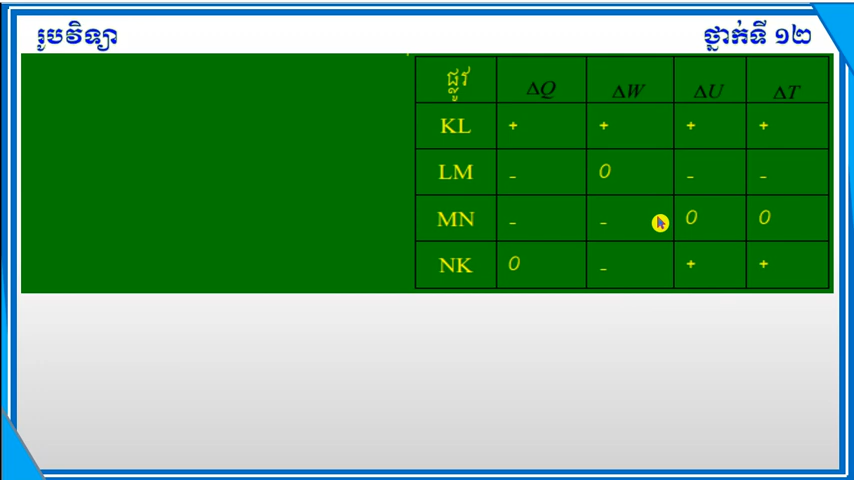 រូបវិទ្យា ថ្នាក់ទី ១២
ផ្លូវ ΔQ ΔW ΔU ΔT
KL + + + +
LM - 0 - -
MN - - 0 0
NK 0 - + +